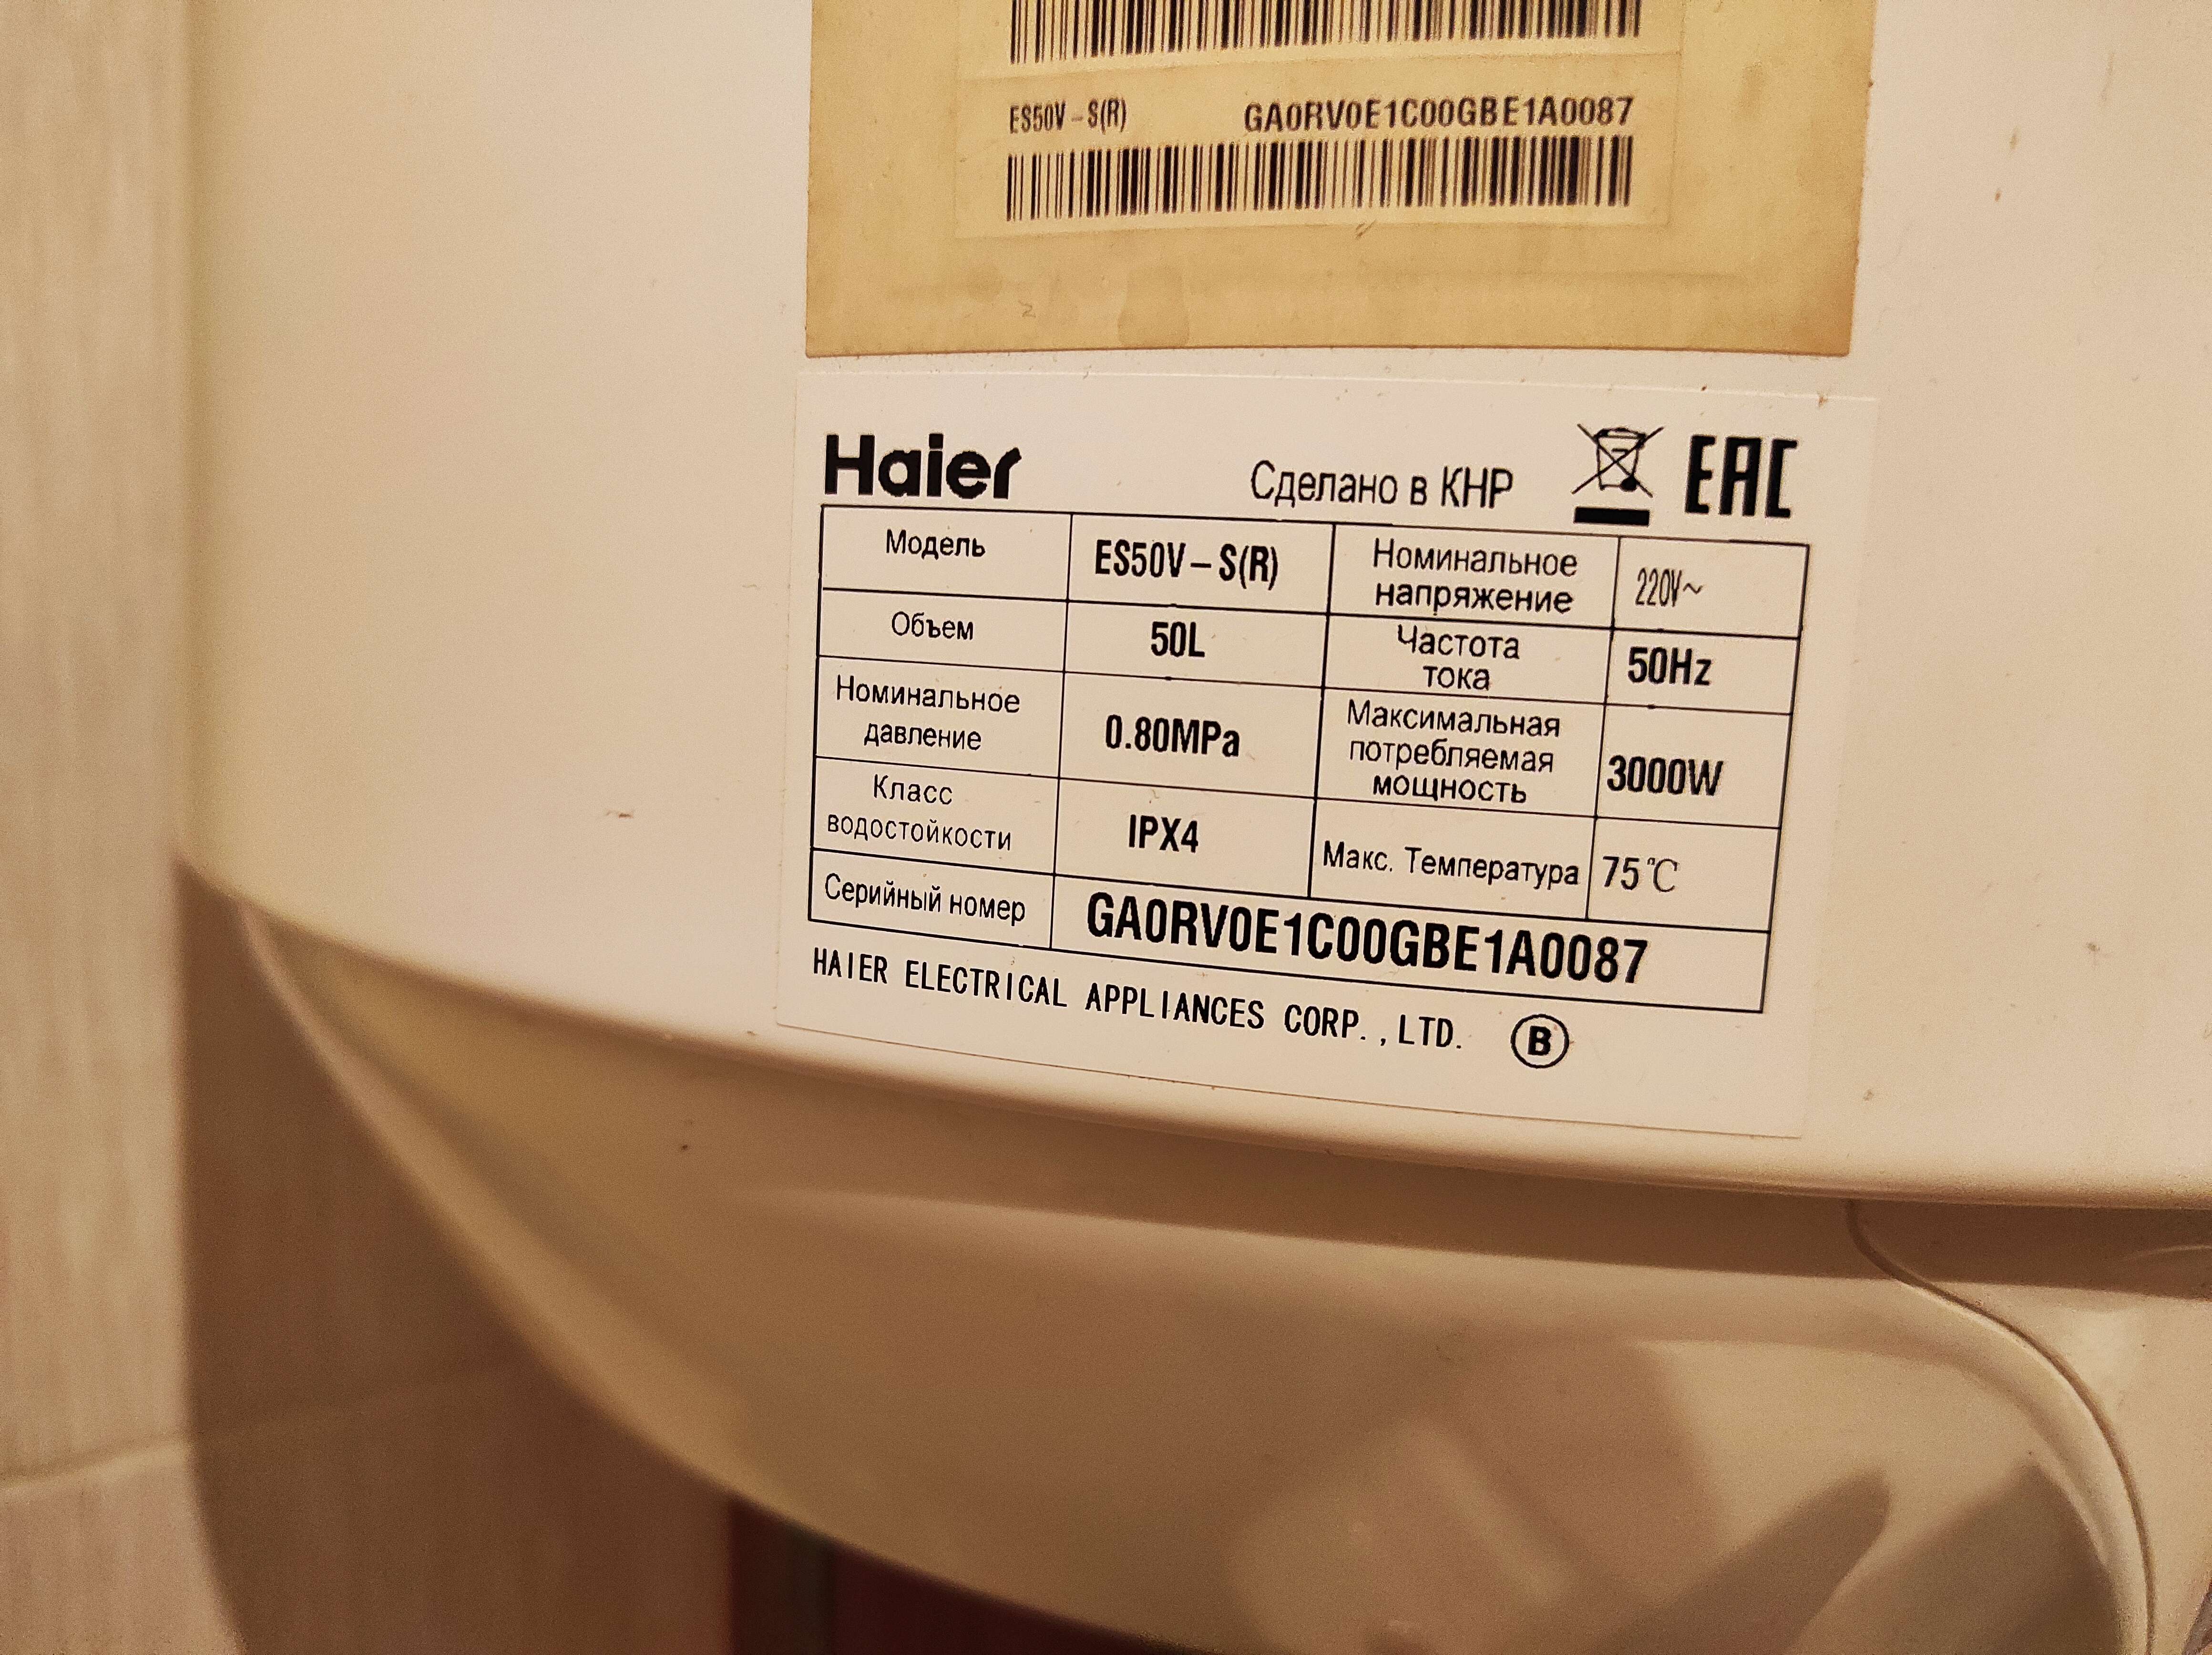 ES50V-S(R) GA0RV0E1C00GBE1A0087
Haier Сделано в КНР EAC
Модель ES50V-S(R) Номинальное напряжение 220V~
Объем 50L Частота тока 50Hz
Номинальное давление 0.80MPa Максимальная потребляемая мощность 3000W
Класс водостойкости IPX4 Макс. Температура 75℃
Серийный номер GA0RV0E1C00GBE1A0087
HAIER ELECTRICAL APPLIANCES CORP.,LTD. B